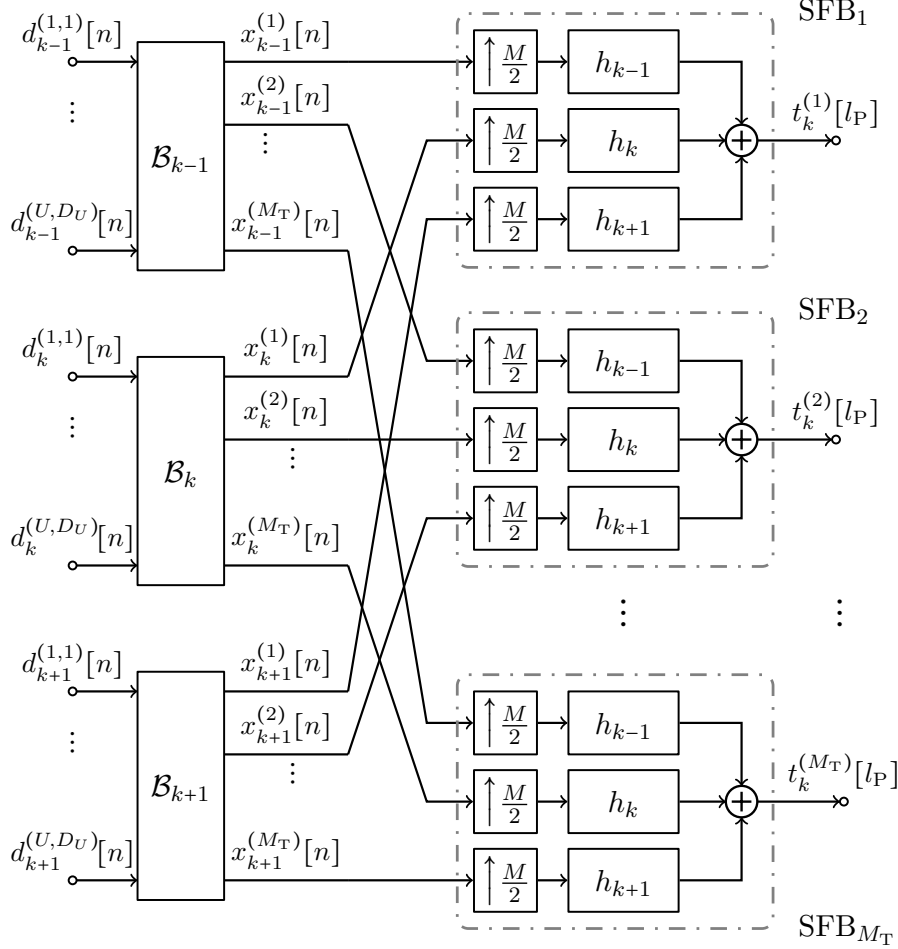 d_{k-1}^{(1,1)}[n]
⋮
d_{k-1}^{(U,D_U)}[n]
\mathcal{B}_{k-1}
x_{k-1}^{(1)}[n]
x_{k-1}^{(2)}[n]
⋮
x_{k-1}^{(M_T)}[n]
SFB_1
↑ M/2
h_{k-1}
↑ M/2
h_k
↑ M/2
h_{k+1}
+
t_k^{(1)}[l_P]
d_k^{(1,1)}[n]
⋮
d_k^{(U,D_U)}[n]
\mathcal{B}_k
x_k^{(1)}[n]
x_k^{(2)}[n]
⋮
x_k^{(M_T)}[n]
SFB_2
↑ M/2
h_{k-1}
↑ M/2
h_k
↑ M/2
h_{k+1}
+
t_k^{(2)}[l_P]
⋮
⋮
d_{k+1}^{(1,1)}[n]
⋮
d_{k+1}^{(U,D_U)}[n]
\mathcal{B}_{k+1}
x_{k+1}^{(1)}[n]
x_{k+1}^{(2)}[n]
⋮
x_{k+1}^{(M_T)}[n]
↑ M/2
h_{k-1}
↑ M/2
h_k
↑ M/2
h_{k+1}
+
t_k^{(M_T)}[l_P]
SFB_{M_T}